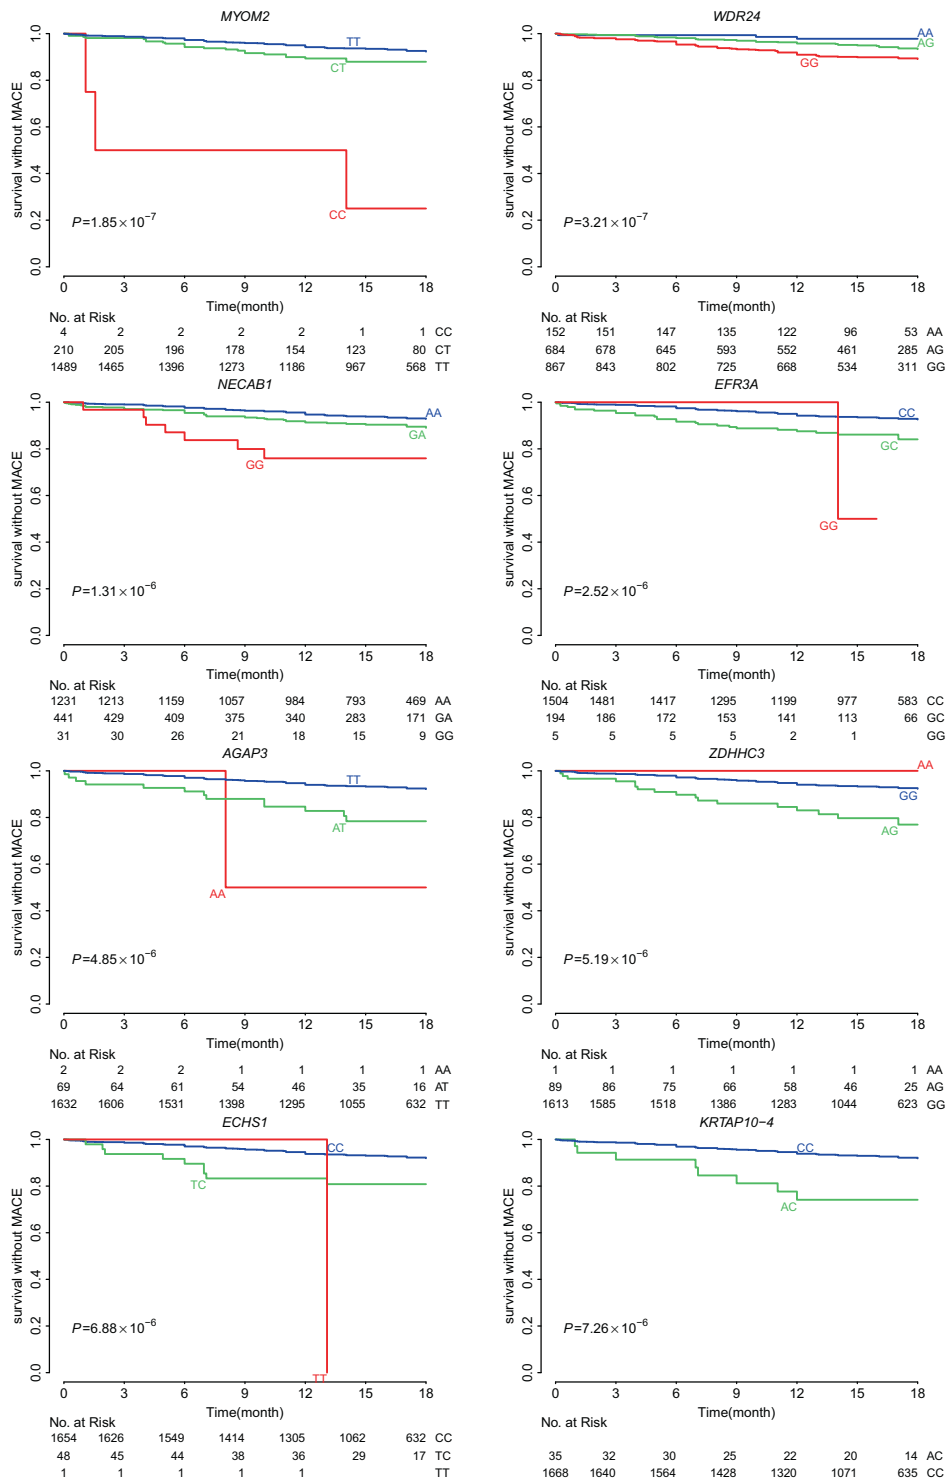 MYOM2
survival without MACE
1.0
0.8
0.6
0.4
0.2
0.0
TT
CT
CC
P=1.85×10⁻⁷
0 3 6 9 12 15 18
Time(month)
No. at Risk
4 2 2 2 2 1 1 CC
210 205 196 178 154 123 80 CT
1489 1465 1396 1273 1186 967 568 TT
WDR24
survival without MACE
1.0
0.8
0.6
0.4
0.2
0.0
AA
AG
GG
P=3.21×10⁻⁷
0 3 6 9 12 15 18
Time(month)
No. at Risk
152 151 147 135 122 96 53 AA
684 678 645 593 552 461 285 AG
867 843 802 725 668 534 311 GG
NECAB1
survival without MACE
1.0
0.8
0.6
0.4
0.2
0.0
AA
GA
GG
P=1.31×10⁻⁶
0 3 6 9 12 15 18
Time(month)
No. at Risk
1231 1213 1159 1057 984 793 469 AA
441 429 409 375 340 283 171 GA
31 30 26 21 18 15 9 GG
EFR3A
survival without MACE
1.0
0.8
0.6
0.4
0.2
0.0
CC
GC
GG
P=2.52×10⁻⁶
0 3 6 9 12 15 18
Time(month)
No. at Risk
1504 1481 1417 1295 1199 977 583 CC
194 186 172 153 141 113 66 GC
5 5 5 5 2 1 GG
AGAP3
survival without MACE
1.0
0.8
0.6
0.4
0.2
0.0
TT
AT
AA
P=4.85×10⁻⁶
0 3 6 9 12 15 18
Time(month)
No. at Risk
2 2 2 1 1 1 1 AA
69 64 61 54 46 35 16 AT
1632 1606 1531 1398 1295 1055 632 TT
ZDHHC3
survival without MACE
1.0
0.8
0.6
0.4
0.2
0.0
AA
GG
AG
P=5.19×10⁻⁶
0 3 6 9 12 15 18
Time(month)
No. at Risk
1 1 1 1 1 1 1 AA
89 86 75 66 58 46 25 AG
1613 1585 1518 1386 1283 1044 623 GG
ECHS1
survival without MACE
1.0
0.8
0.6
0.4
0.2
0.0
CC
TC
TT
P=6.88×10⁻⁶
0 3 6 9 12 15 18
Time(month)
No. at Risk
1654 1626 1549 1414 1305 1062 632 CC
48 45 44 38 36 29 17 TC
1 1 1 1 1 TT
KRTAP10−4
survival without MACE
1.0
0.8
0.6
0.4
0.2
0.0
CC
AC
P=7.26×10⁻⁶
0 3 6 9 12 15 18
Time(month)
No. at Risk
35 32 30 25 22 20 14 AC
1668 1640 1564 1428 1320 1071 635 CC